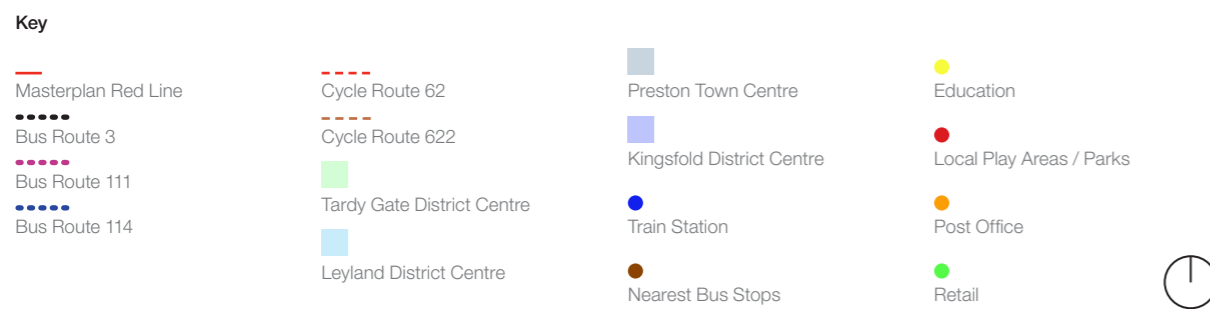 Key
Masterplan Red Line
Bus Route 3
Bus Route 111
Bus Route 114
Cycle Route 62
Cycle Route 622
Tardy Gate District Centre
Leyland District Centre
Preston Town Centre
Kingsfold District Centre
Train Station
Nearest Bus Stops
Education
Local Play Areas / Parks
Post Office
Retail